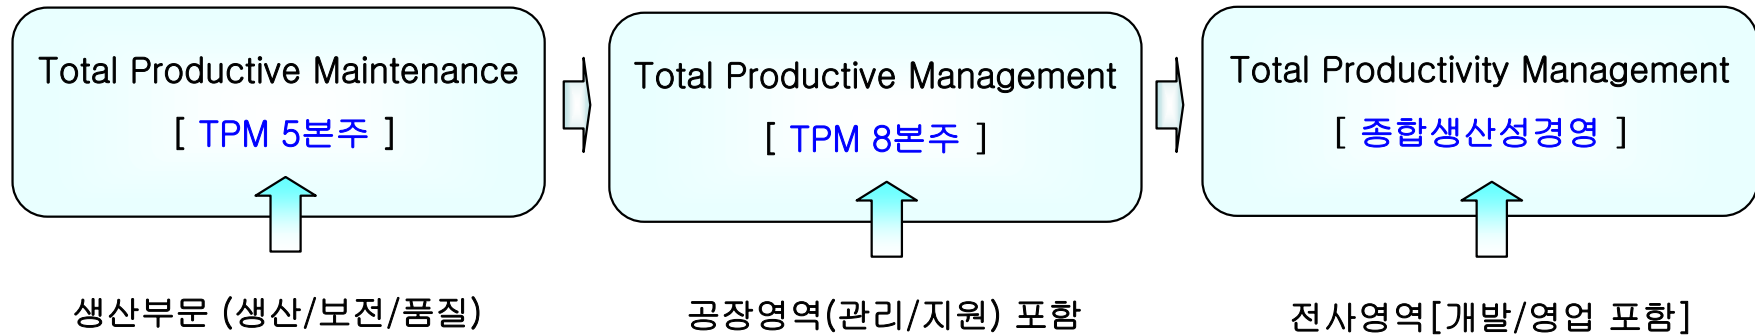 Total Productive Maintenance
[ TPM 5본주 ]
생산부문 (생산/보전/품질)
Total Productive Management
[ TPM 8본주 ]
공장영역(관리/지원) 포함
Total Productivity Management
[ 종합생산성경영 ]
전사영역[개발/영업 포함]